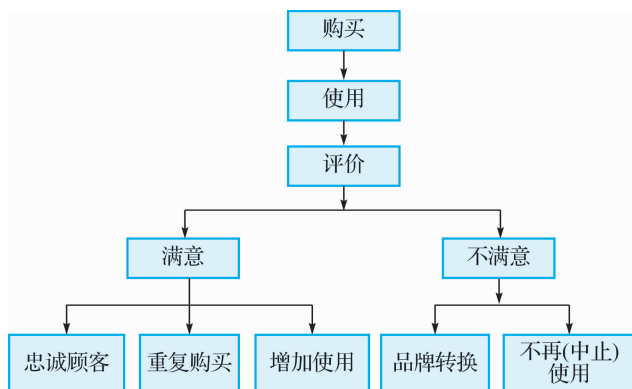 购买
使用
评价
满意
不满意
忠诚顾客
重复购买
增加使用
品牌转换
不再(中止)
使用